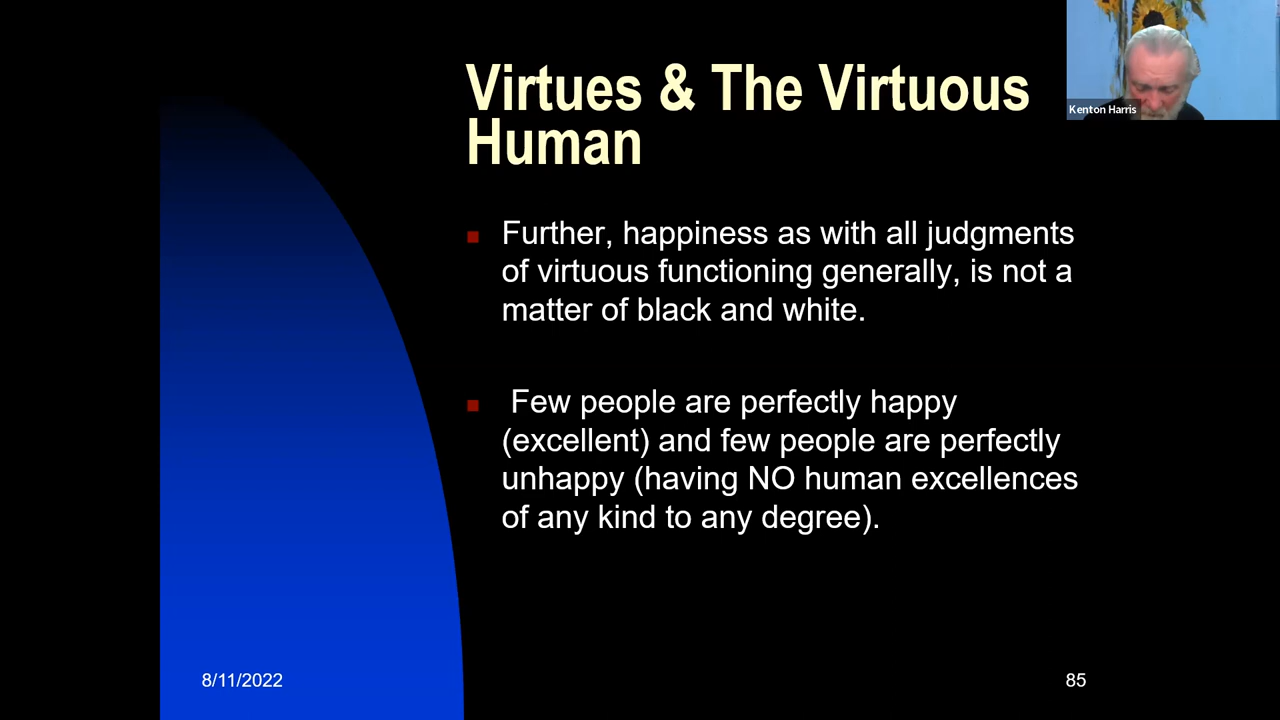 Virtues & The Virtuous
Human
Kenton Harris
Further, happiness as with all judgments
of virtuous functioning generally, is not a
matter of black and white.
Few people are perfectly happy
(excellent) and few people are perfectly
unhappy (having NO human excellences
of any kind to any degree).
8/11/2022
85